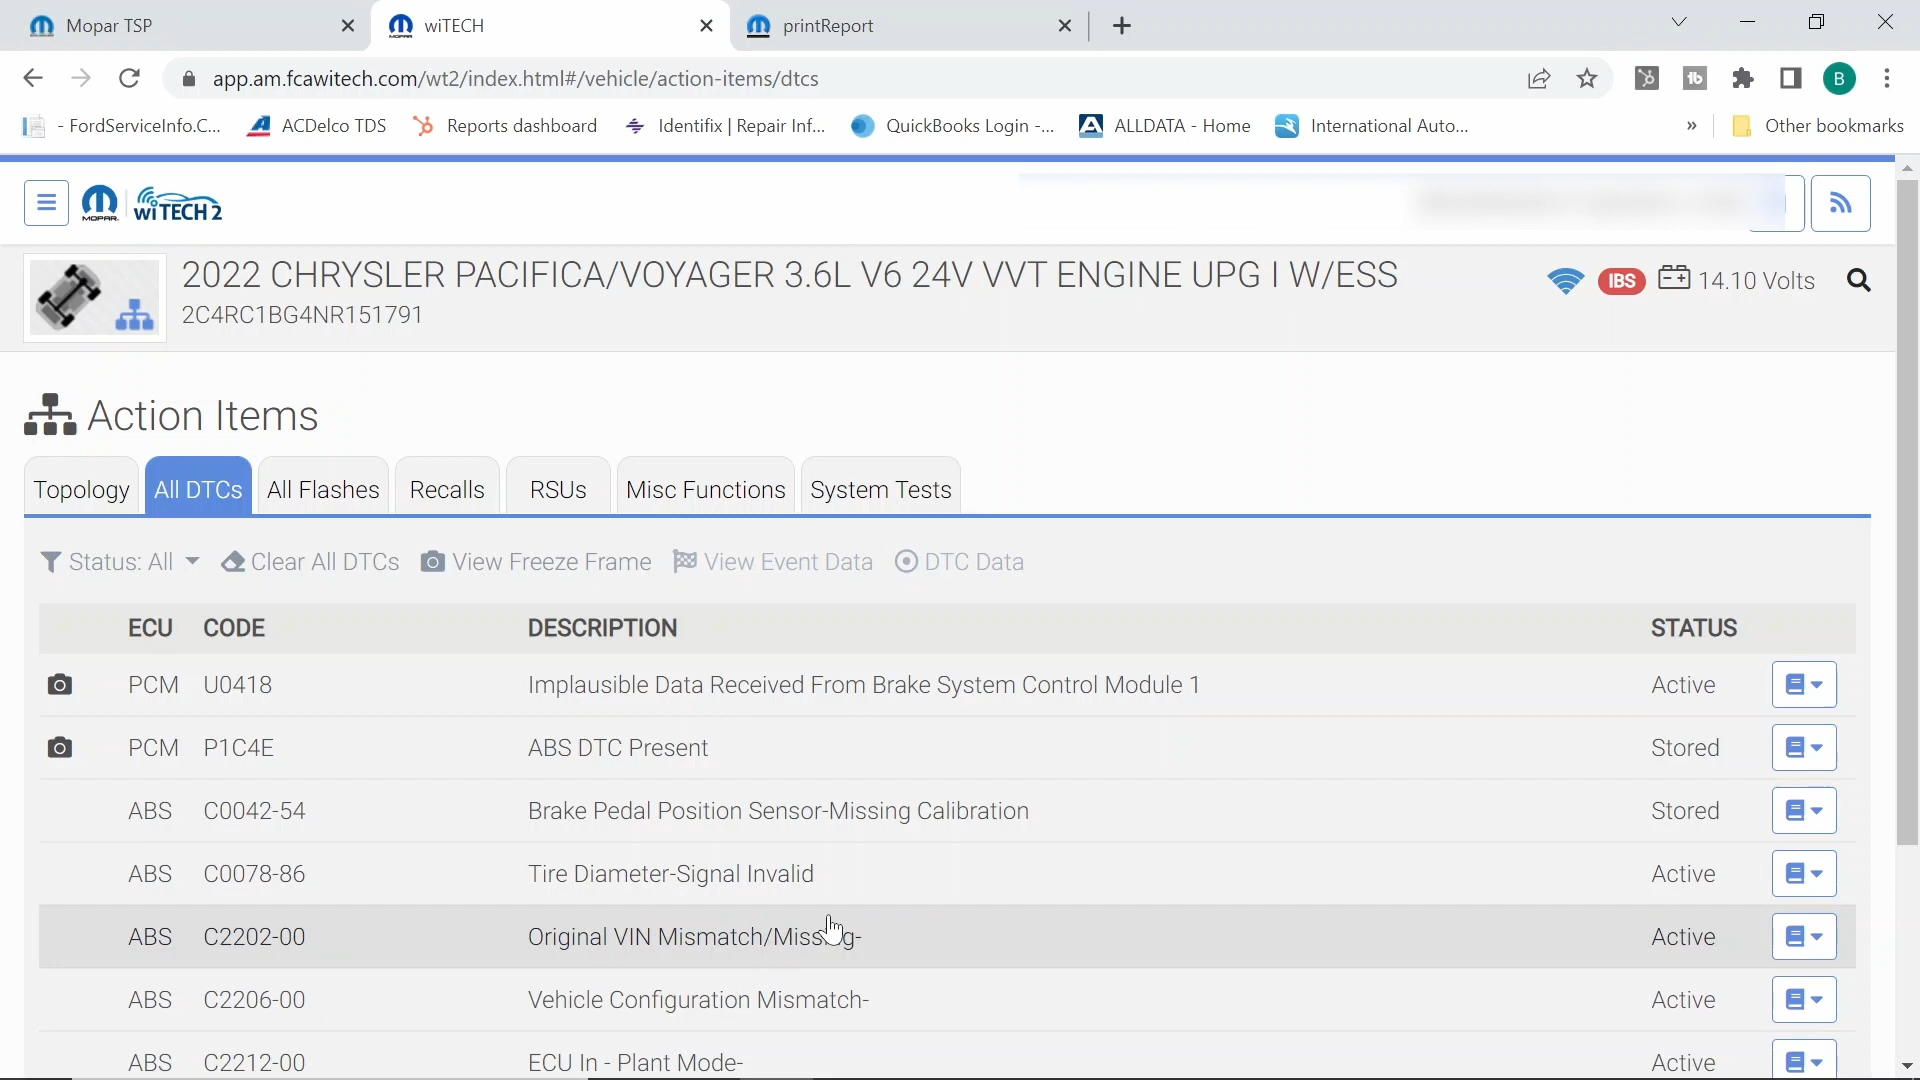 Mopar TSP
wiTECH
printReport
app.am.fcawitech.com/wt2/index.html#/vehicle/action-items/dtcs
B
- FordServiceInfo.C...
ACDelco TDS
Reports dashboard
Identifix | Repair Inf...
QuickBooks Login -...
ALLDATA - Home
International Auto...
»
Other bookmarks
MOPAR
wiTECH 2
2022 CHRYSLER PACIFICA/VOYAGER 3.6L V6 24V VVT ENGINE UPG I W/ESS
IBS
14.10 Volts
2C4RC1BG4NR151791
Action Items
Topology
All DTCs
All Flashes
Recalls
RSUs
Misc Functions
System Tests
Status: All
Clear All DTCs
View Freeze Frame
View Event Data
DTC Data
ECU CODE DESCRIPTION STATUS
PCM U0418 Implausible Data Received From Brake System Control Module 1 Active
PCM P1C4E ABS DTC Present Stored
ABS C0042-54 Brake Pedal Position Sensor-Missing Calibration Stored
ABS C0078-86 Tire Diameter-Signal Invalid Active
ABS C2202-00 Original VIN Mismatch/Missing- Active
ABS C2206-00 Vehicle Configuration Mismatch- Active
ABS C2212-00 ECU In - Plant Mode- Active